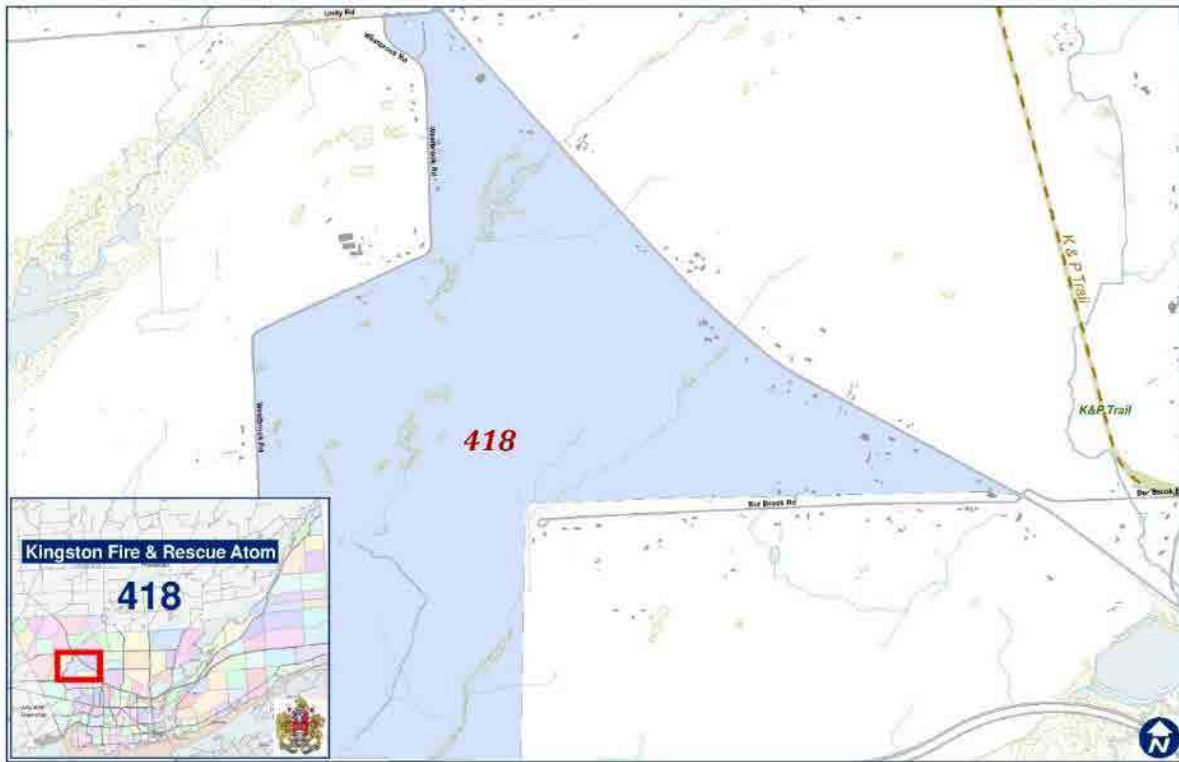 Unity Rd
Westbrook Rd
Westbrook Rd
K & P Trail
K&P Trail
Westbrook Rd
418
Bur Brook Rd
Bur Brook
Kingston Fire & Rescue Atom
418
N